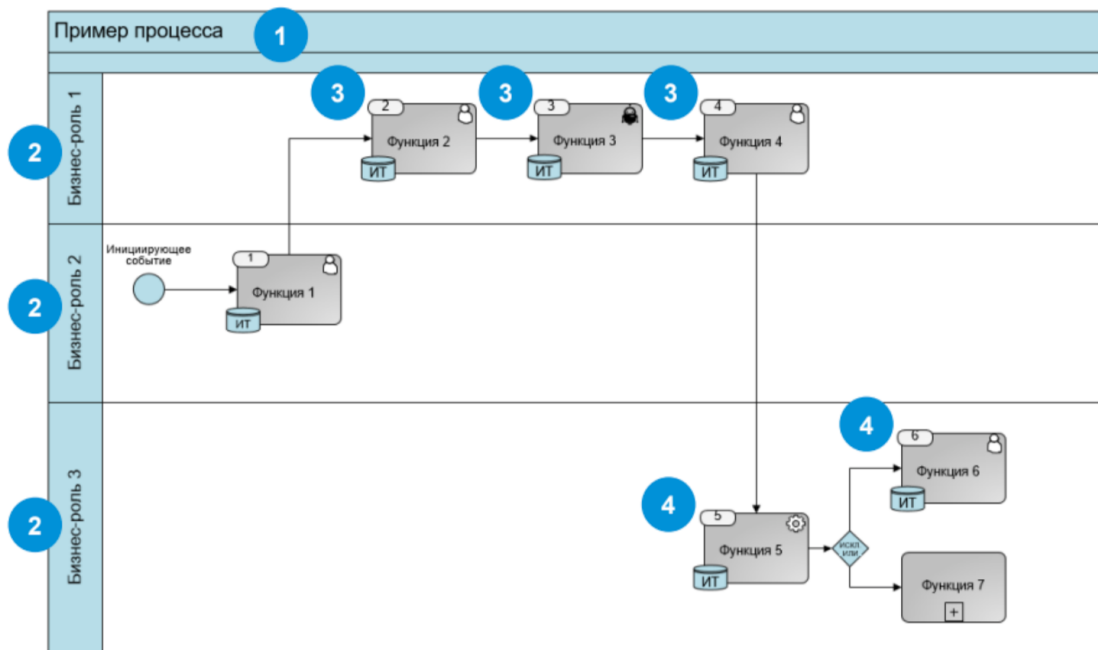 Пример процесса
1
Бизнес-роль 1
2
3
2
Функция 2
ИТ
3
3
Функция 3
ИТ
3
4
Функция 4
ИТ
Бизнес-роль 2
2
Инициирующее
событие
1
Функция 1
ИТ
Бизнес-роль 3
2
4
5
Функция 5
ИТ
ИСКЛ
ИЛИ
4
6
Функция 6
ИТ
Функция 7